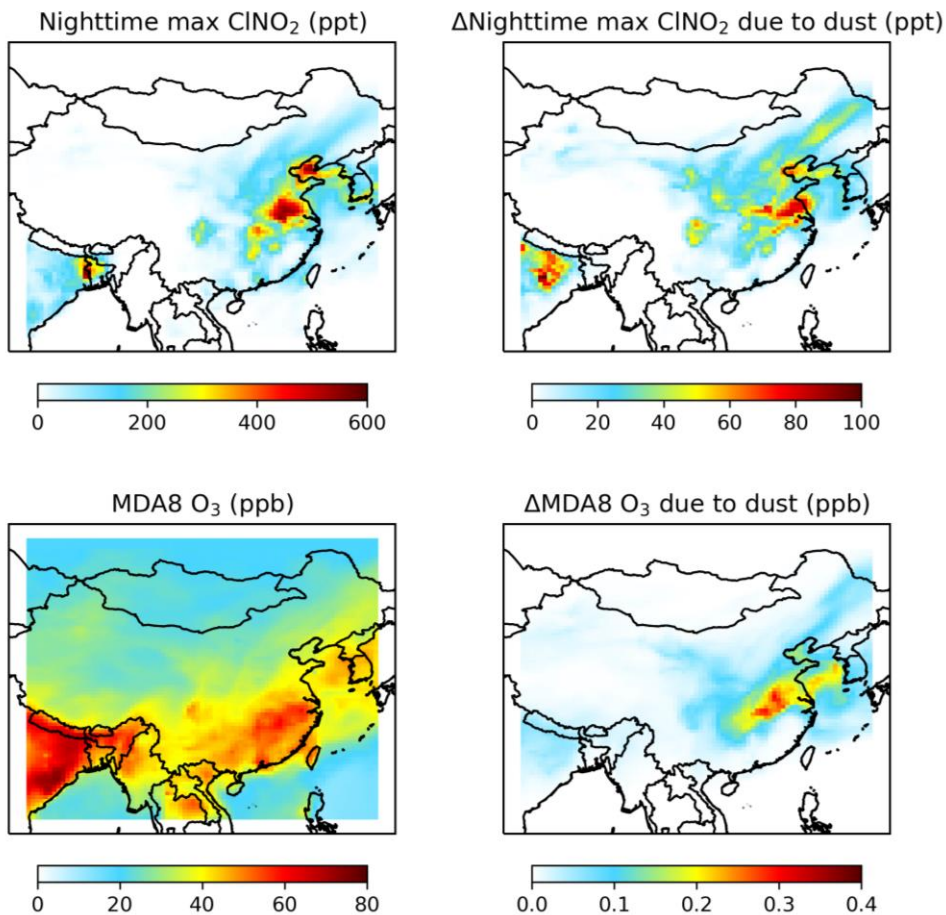 Nighttime max ClNO₂ (ppt)
ΔNighttime max ClNO₂ due to dust (ppt)
0 200 400 600
0 20 40 60 80 100
MDA8 O₃ (ppb)
ΔMDA8 O₃ due to dust (ppb)
0 20 40 60 80
0.0 0.1 0.2 0.3 0.4